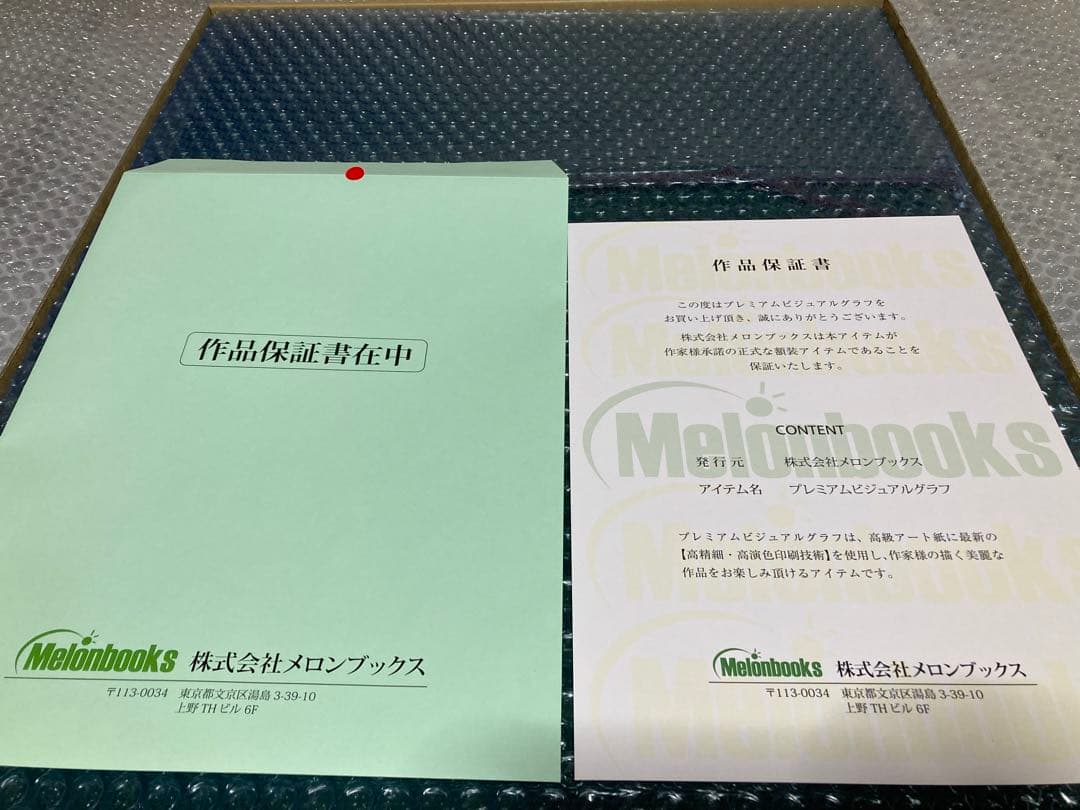 作品保証書在中
Melonbooks 株式会社メロンブックス
〒113-0034 東京都文京区湯島 3-39-10
上野 TH ビル 6F
作品保証書
この度はプレミアムビジュアルグラフを
お買い上げ頂き、誠にありがとうございます。
株式会社メロンブックスは本アイテムが
作家様承諾の正式な額装アイテムであることを
保証いたします。
Melonbooks
CONTENT
発行元 株式会社メロンブックス
アイテム名 プレミアムビジュアルグラフ
プレミアムビジュアルグラフは、高級アート紙に最新の
【高精細・高演色印刷技術】を使用し、作家様の描く美麗な
作品をお楽しみ頂けるアイテムです。
Melonbooks 株式会社メロンブックス
〒113-0034 東京都文京区湯島 3-39-10
上野 TH ビル 6F